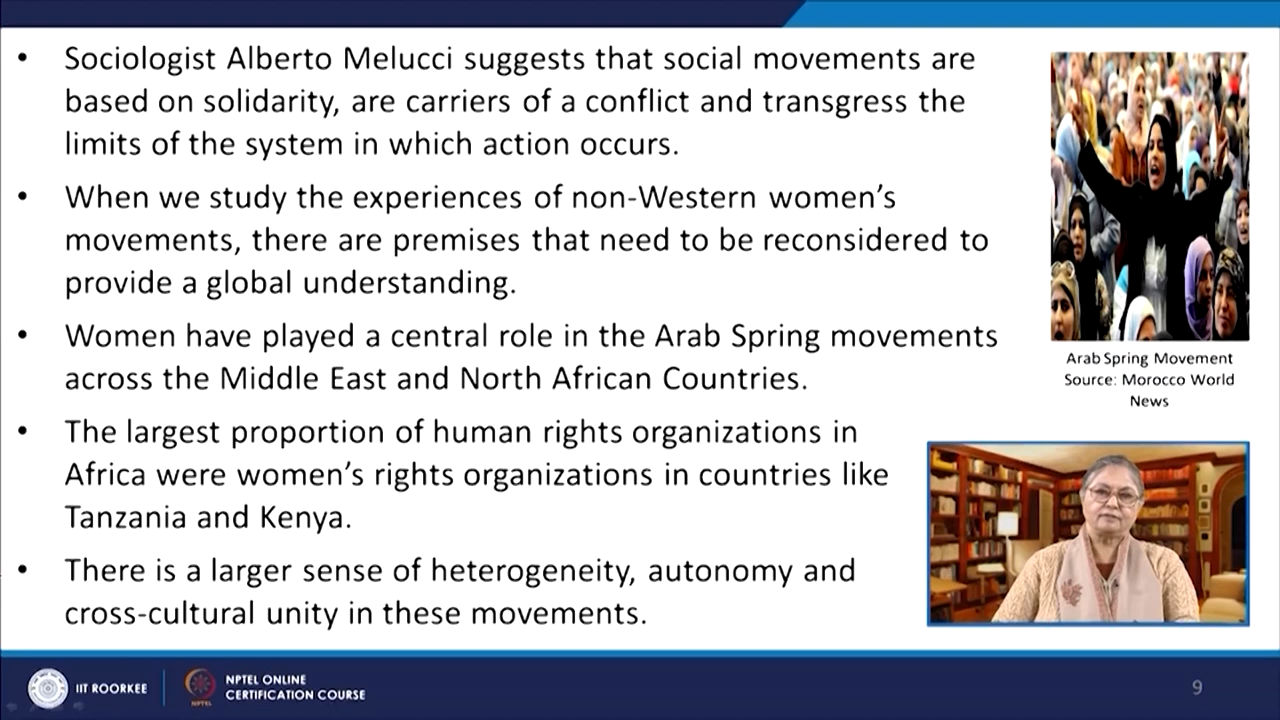 • Sociologist Alberto Melucci suggests that social movements are
based on solidarity, are carriers of a conflict and transgress the
limits of the system in which action occurs.
• When we study the experiences of non-Western women’s
movements, there are premises that need to be reconsidered to
provide a global understanding.
• Women have played a central role in the Arab Spring movements
across the Middle East and North African Countries.
• The largest proportion of human rights organizations in
Africa were women’s rights organizations in countries like
Tanzania and Kenya.
• There is a larger sense of heterogeneity, autonomy and
cross-cultural unity in these movements.
Arab Spring Movement
Source: Morocco World
News
IIT ROORKEE
NPTEL
NPTEL ONLINE
CERTIFICATION COURSE
9